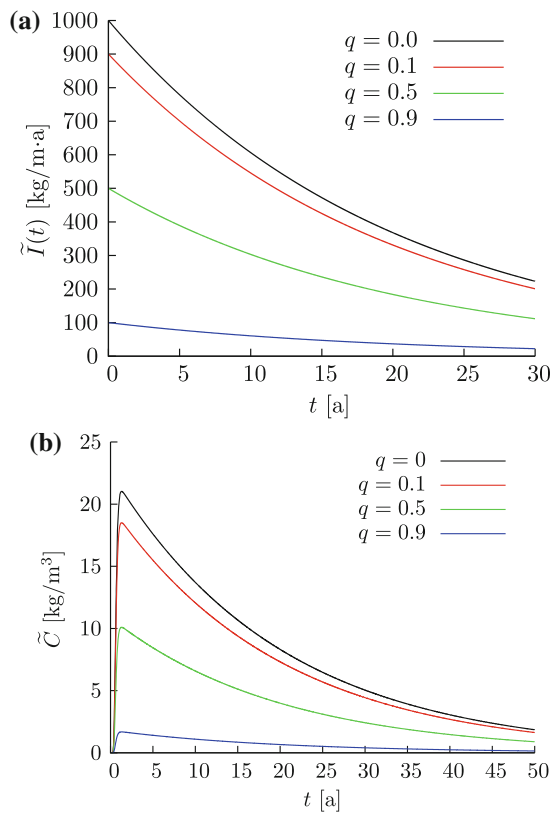 (a)
1000
900
800
700
600
500
400
300
200
100
0
Ĩ(t) [kg/m·a]
q = 0.0
q = 0.1
q = 0.5
q = 0.9
0 5 10 15 20 25 30
t [a]
(b)
25
20
15
10
5
0
C̃ [kg/m³]
q = 0
q = 0.1
q = 0.5
q = 0.9
0 5 10 15 20 25 30 35 40 45 50
t [a]